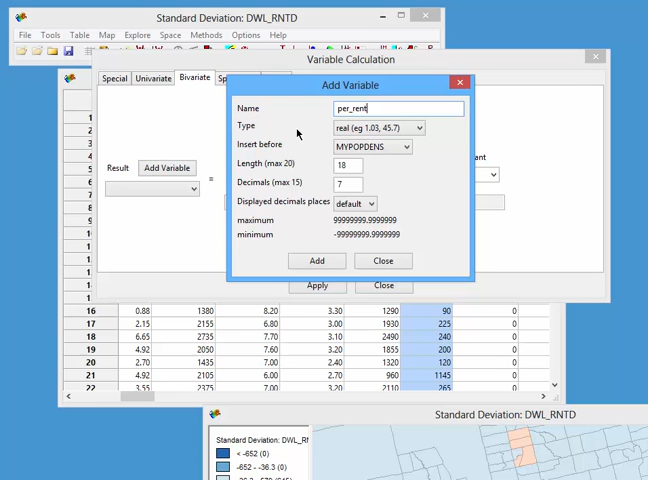 Standard Deviation: DWL_RNTD
File Tools Table Map Explore Space Methods Options Help
Variable Calculation
Special Univariate Bivariate Sp
Add Variable
Name per_rent
Type real (eg 1.03, 45.7)
Insert before MYPOPDENS
Length (max 20) 18
Decimals (max 15) 7
Displayed decimals places default
maximum 99999999.9999999
minimum -99999999.9999999
Add Close
Result Add Variable =
Apply Close
16 0.88 1380 8.20 3.30 1290 90 0
17 2.15 2155 6.80 3.00 1930 225 0
18 6.65 2735 7.70 3.10 2490 240 0
19 4.92 2050 7.60 3.20 1855 200 0
20 2.70 1435 7.00 2.40 1320 120 0
21 4.92 2105 6.00 2.60 960 1145 0
22 3.55 2375 7.00 3.20 2110 265 0
Standard Deviation: DWL_RNTD
Standard Deviation: DWL_R
< -652 (0)
-652 - -36.3 (0)